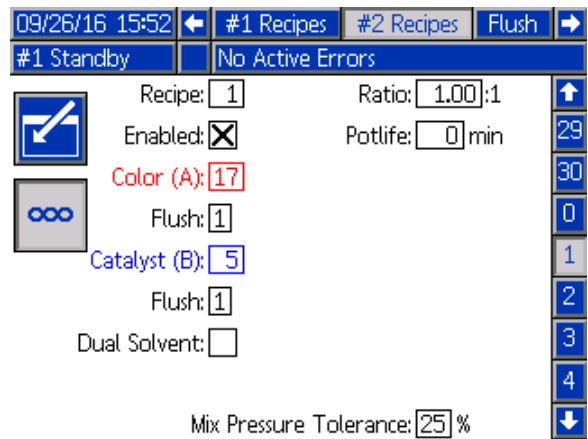 09/26/16 15:52 #1 Recipes #2 Recipes Flush
#1 Standby No Active Errors
Recipe: 1 Ratio: 1.00 :1
Enabled: Potlife: 0 min
29
30
Color (A): 17
Flush: 1
0
Catalyst (B): 5
1
Flush: 1
2
Dual Solvent:
3
4
Mix Pressure Tolerance: 25 %